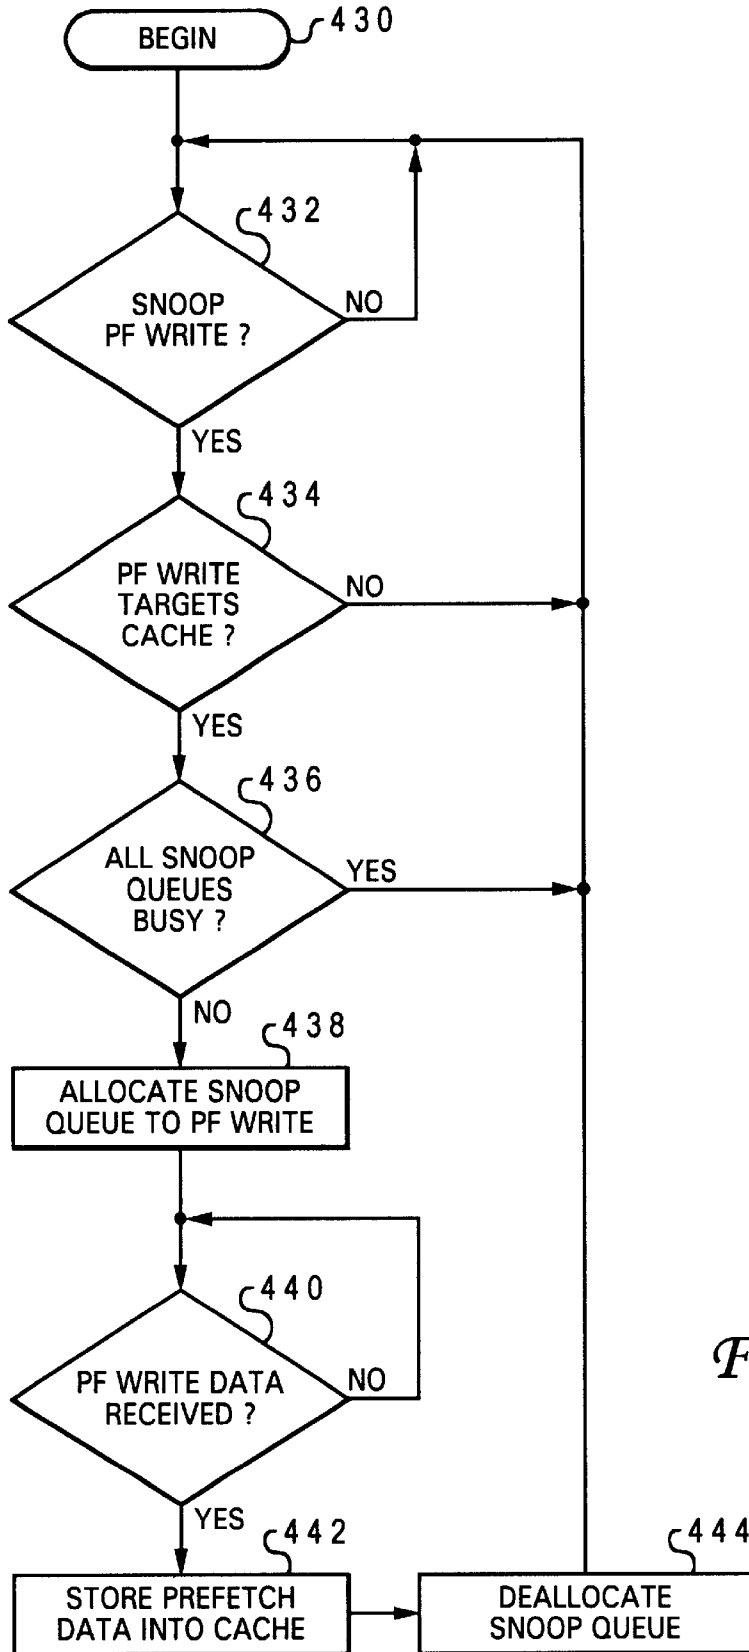 BEGIN
430
432
SNOOP
PF WRITE ?
NO
YES
434
PF WRITE
TARGETS
CACHE ?
NO
YES
436
ALL SNOOP
QUEUES
BUSY ?
YES
NO
438
ALLOCATE SNOOP
QUEUE TO PF WRITE
440
PF WRITE DATA
RECEIVED ?
NO
F
YES
442
444
STORE PREFETCH
DATA INTO CACHE
DEALLOCATE
SNOOP QUEUE